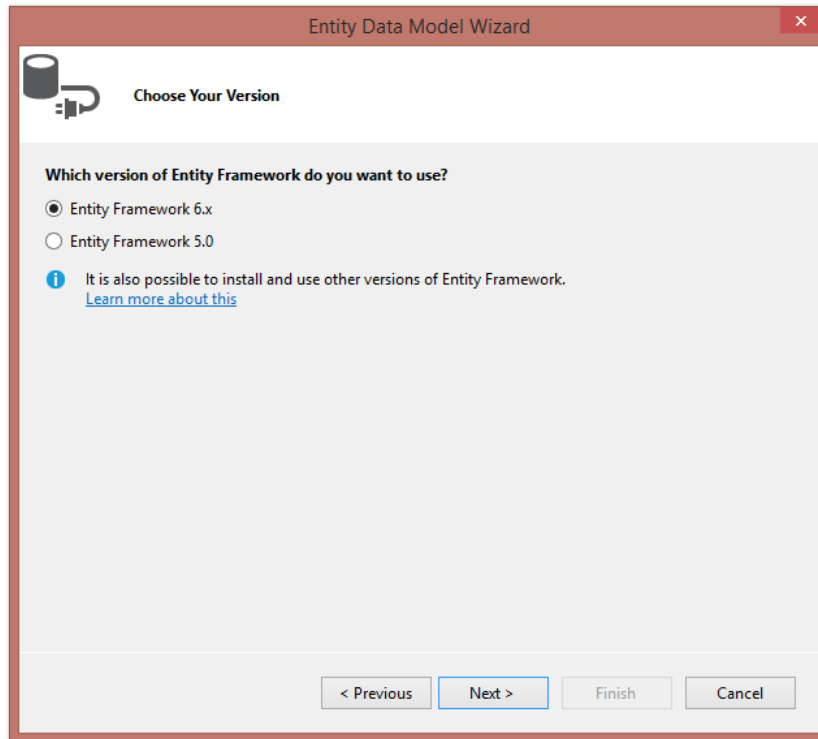 Entity Data Model Wizard
Choose Your Version
Which version of Entity Framework do you want to use?
Entity Framework 6.x
Entity Framework 5.0
It is also possible to install and use other versions of Entity Framework.
Learn more about this
< Previous
Next >
Finish
Cancel